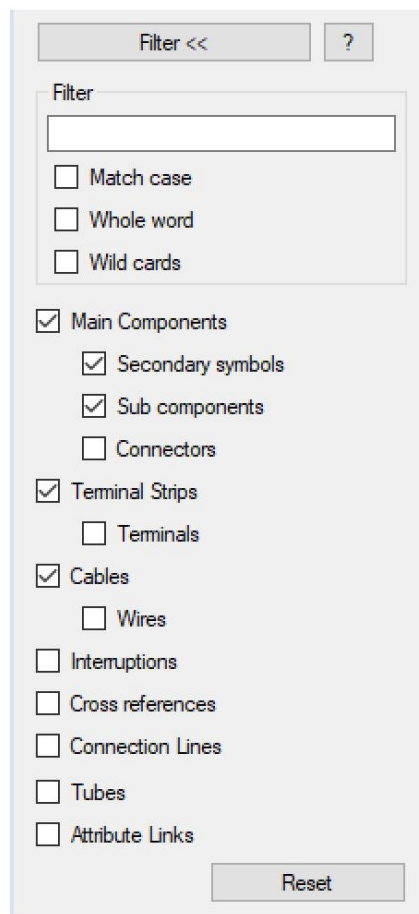 Filter << ?
Filter
Match case
Whole word
Wild cards
Main Components
Secondary symbols
Sub components
Connectors
Terminal Strips
Terminals
Cables
Wires
Interruptions
Cross references
Connection Lines
Tubes
Attribute Links
Reset